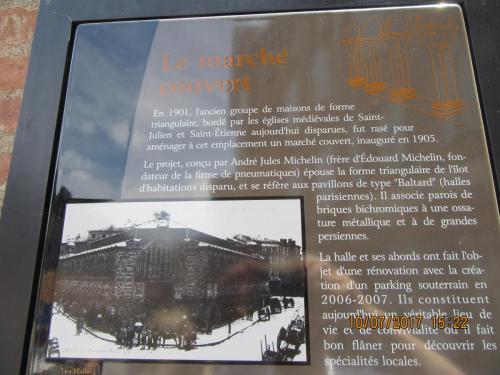 Le marché
couvert
En 1901, l'ancien groupe de maisons de forme
triangulaire, bordé par les églises médiévales de Saint-
Julien et Saint-Étienne aujourd'hui disparues, fut rasé pour
aménager à cet emplacement un marché couvert, inauguré en 1905.
Le projet, conçu par André Jules Michelin (frère d'Édouard Michelin, fon-
dateur de la firme de pneumatiques) épouse la forme triangulaire de l'îlot
d'habitations disparu, et se réfère aux pavillons de type "Baltard" (halles
parisiennes). Il associe parois de
briques bichromiques à une ossa-
ture métallique et à de grandes
persiennes.
La halle et ses abords ont fait l'ob-
jet d'une rénovation avec la créa-
tion d'un parking souterrain en
2006-2007. Ils constituent
aujourd'hui un véritable lieu de
vie et de convivialité où il fait
bon flâner pour découvrir les
spécialités locales.
10/07/2017 15:22